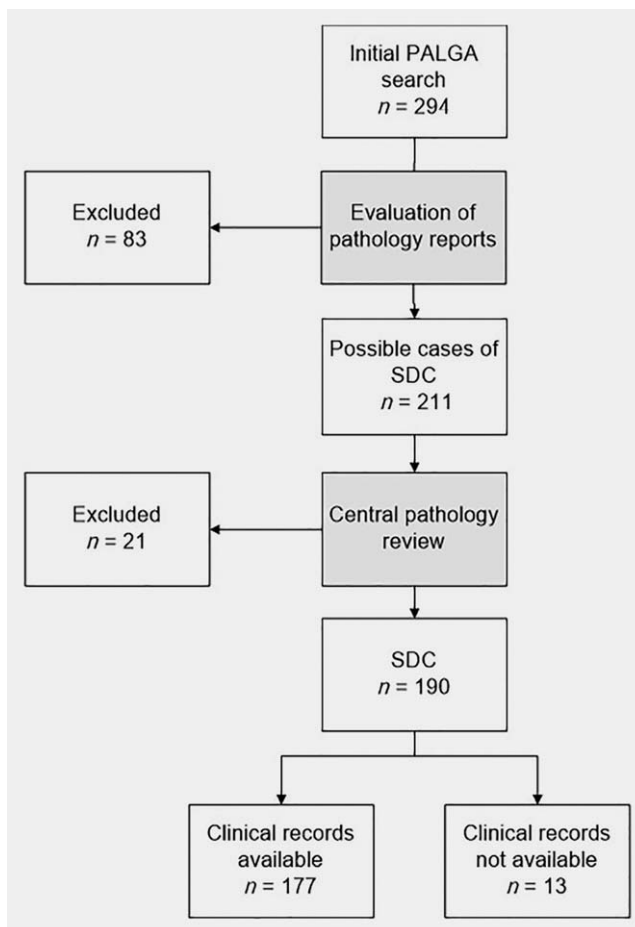 Initial PALGA
search
n = 294
Excluded
n = 83
Evaluation of
pathology reports
Possible cases of
SDC
n = 211
Excluded
n = 21
Central pathology
review
SDC
n = 190
Clinical records
available
n = 177
Clinical records
not available
n = 13